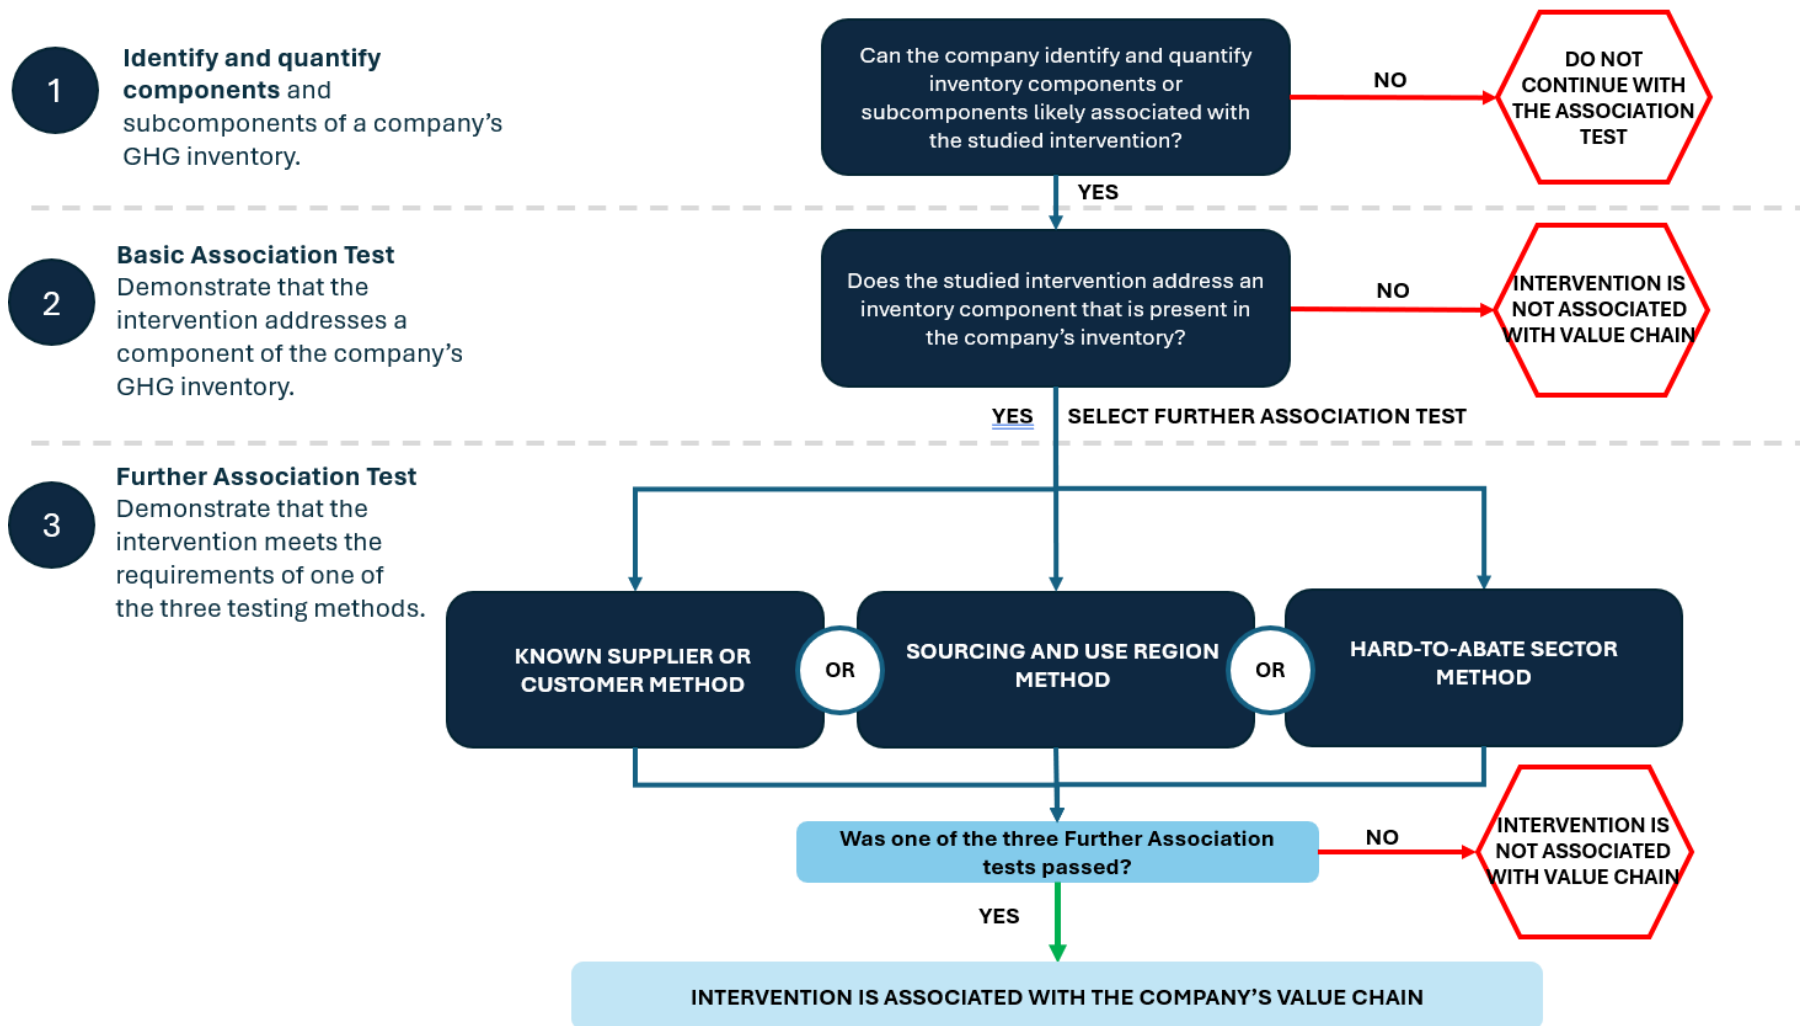 1
Identify and quantify
components and
subcomponents of a company’s
GHG inventory.
Can the company identify and quantify
inventory components or
subcomponents likely associated with
the studied intervention?
NO
DO NOT
CONTINUE WITH
THE ASSOCIATION
TEST
YES
2
Basic Association Test
Demonstrate that the
intervention addresses a
component of the company’s
GHG inventory.
Does the studied intervention address an
inventory component that is present in
the company’s inventory?
NO
INTERVENTION IS
NOT ASSOCIATED
WITH VALUE CHAIN
YES
SELECT FURTHER ASSOCIATION TEST
3
Further Association Test
Demonstrate that the
intervention meets the
requirements of one of
the three testing methods.
KNOWN SUPPLIER OR
CUSTOMER METHOD
OR
SOURCING AND USE REGION
METHOD
OR
HARD-TO-ABATE SECTOR
METHOD
Was one of the three Further Association
tests passed?
NO
INTERVENTION IS
NOT ASSOCIATED
WITH VALUE CHAIN
YES
INTERVENTION IS ASSOCIATED WITH THE COMPANY’S VALUE CHAIN